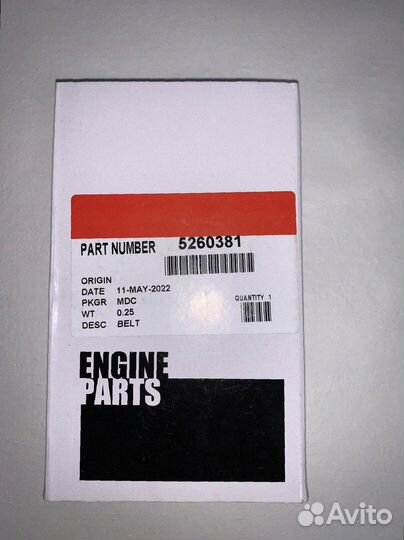 PART NUMBER 5260381
ORIGIN
DATE 11-MAY-2022
PKGR MDC
WT 0.25
QUANTITY 1
DESC BELT
ENGINE
PARTS
Avito